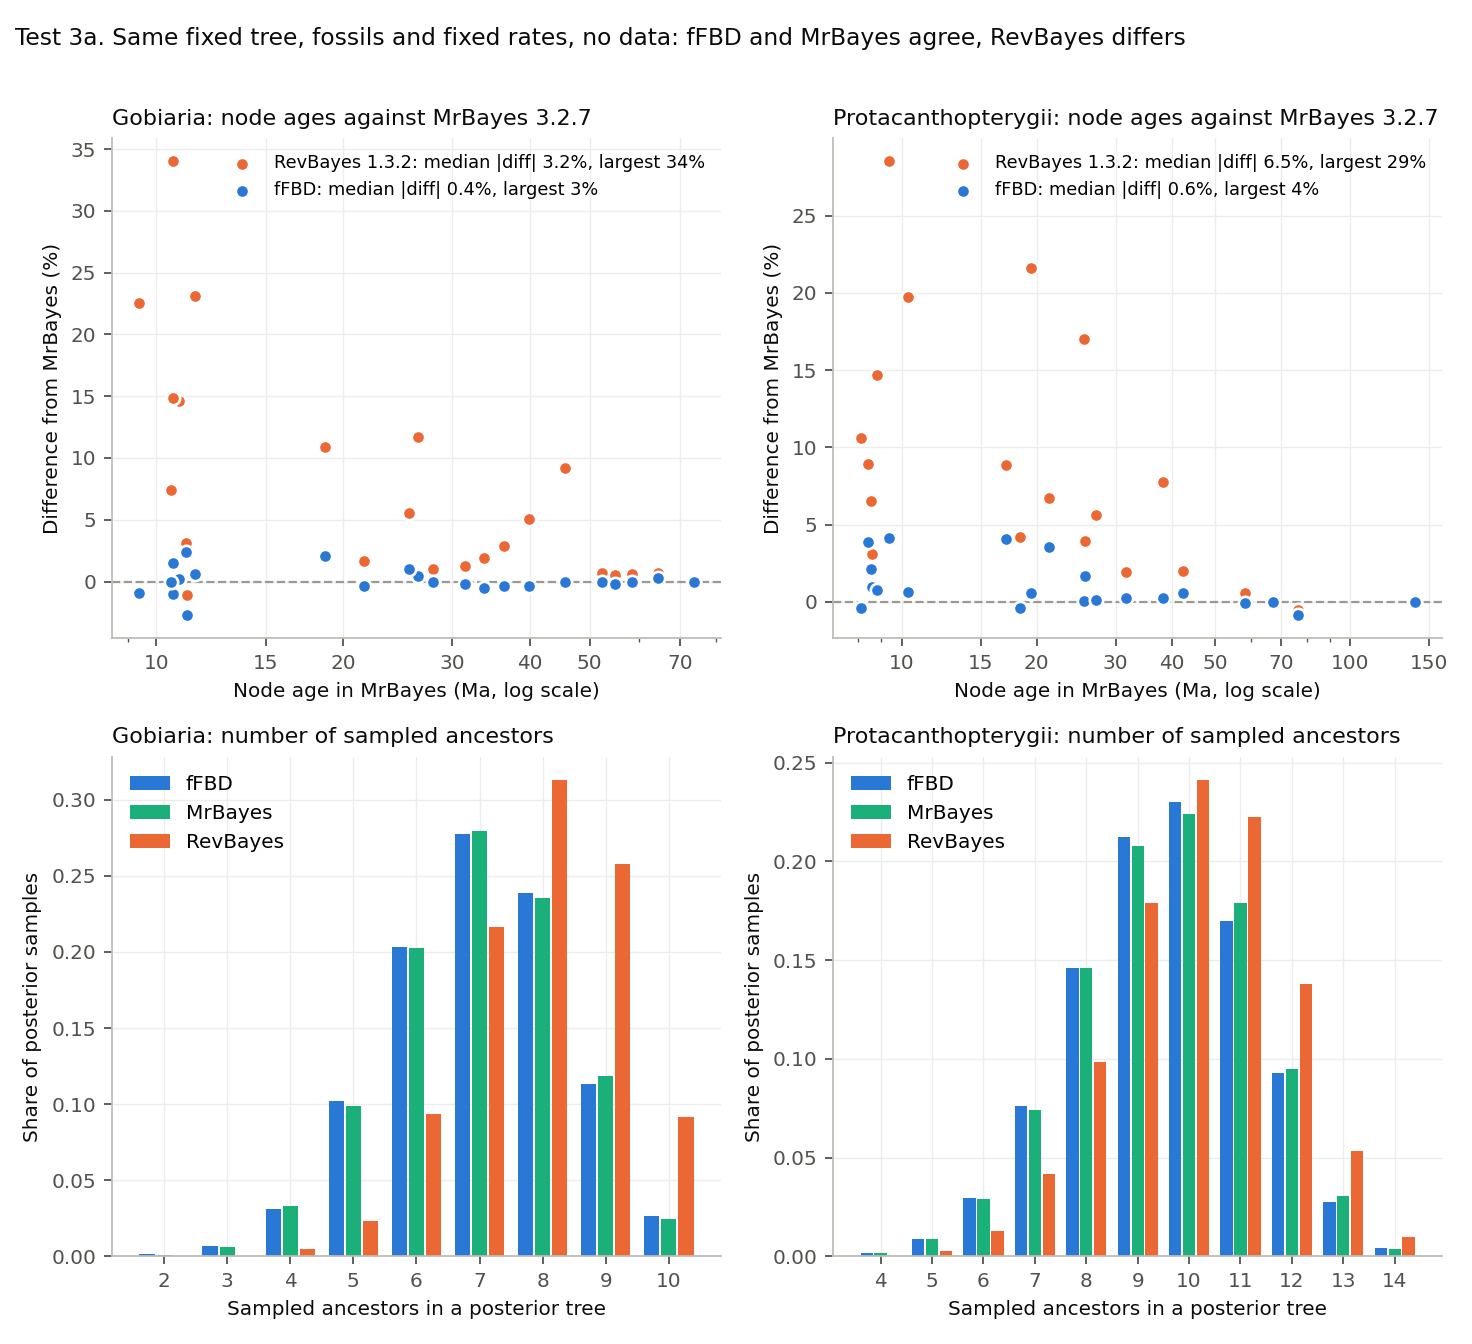 Test 3a. Same fixed tree, fossils and fixed rates, no data: fFBD and MrBayes agree, RevBayes differs
Gobiaria: node ages against MrBayes 3.2.7
RevBayes 1.3.2: median |diff| 3.2%, largest 34%
fFBD: median |diff| 0.4%, largest 3%
Difference from MrBayes (%)
35
30
25
20
15
10
5
0
10 15 20 30 40 50 70
Node age in MrBayes (Ma, log scale)
Protacanthopterygii: node ages against MrBayes 3.2.7
RevBayes 1.3.2: median |diff| 6.5%, largest 29%
fFBD: median |diff| 0.6%, largest 4%
Difference from MrBayes (%)
25
20
15
10
5
0
10 15 20 30 40 50 70 100 150
Node age in MrBayes (Ma, log scale)
Gobiaria: number of sampled ancestors
fFBD
MrBayes
RevBayes
Share of posterior samples
0.30
0.25
0.20
0.15
0.10
0.05
0.00
2 3 4 5 6 7 8 9 10
Sampled ancestors in a posterior tree
Protacanthopterygii: number of sampled ancestors
fFBD
MrBayes
RevBayes
Share of posterior samples
0.25
0.20
0.15
0.10
0.05
0.00
4 5 6 7 8 9 10 11 12 13 14
Sampled ancestors in a posterior tree